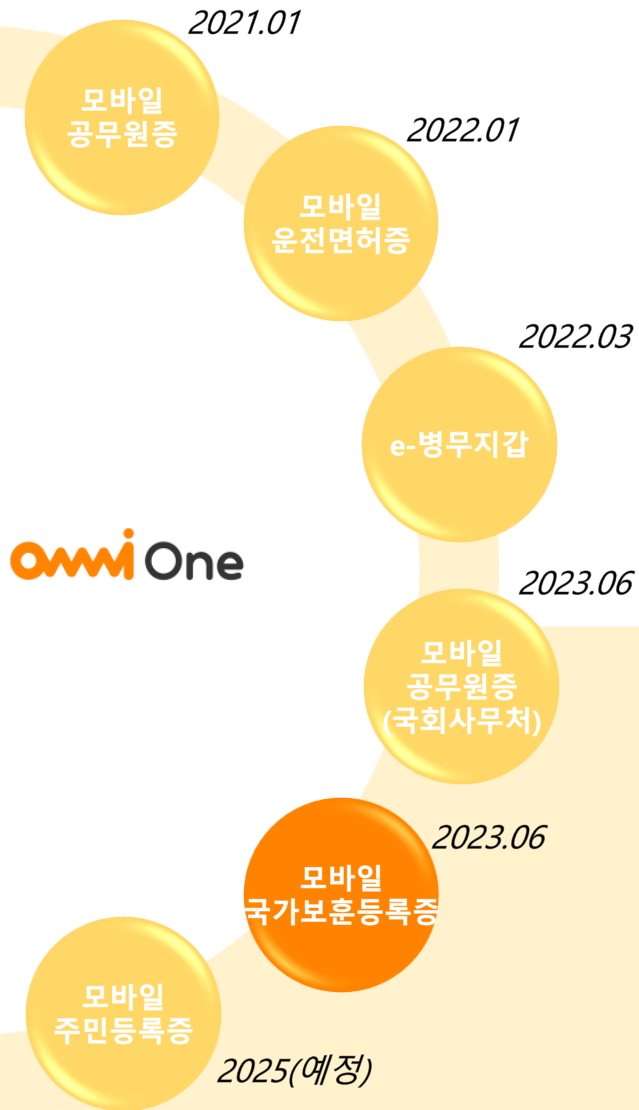 2021.01
모바일
공무원증
2022.01
모바일
운전면허증
2022.03
e-병무지갑
omni One
2023.06
모바일
공무원증
(국회사무처)
2023.06
모바일
국가보훈등록증
모바일
주민등록증
2025(예정)